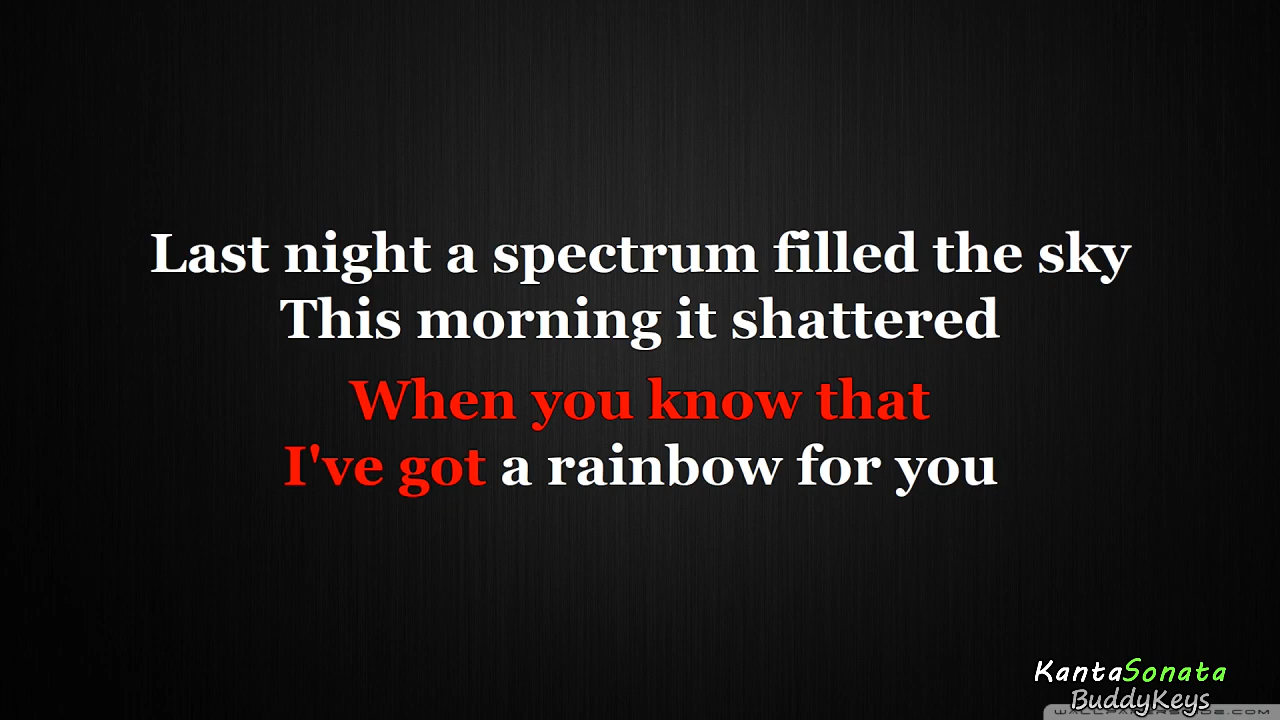 Last night a spectrum filled the sky
This morning it shattered
When you know that
I've got a rainbow for you
KantaSonata
BuddyKeys